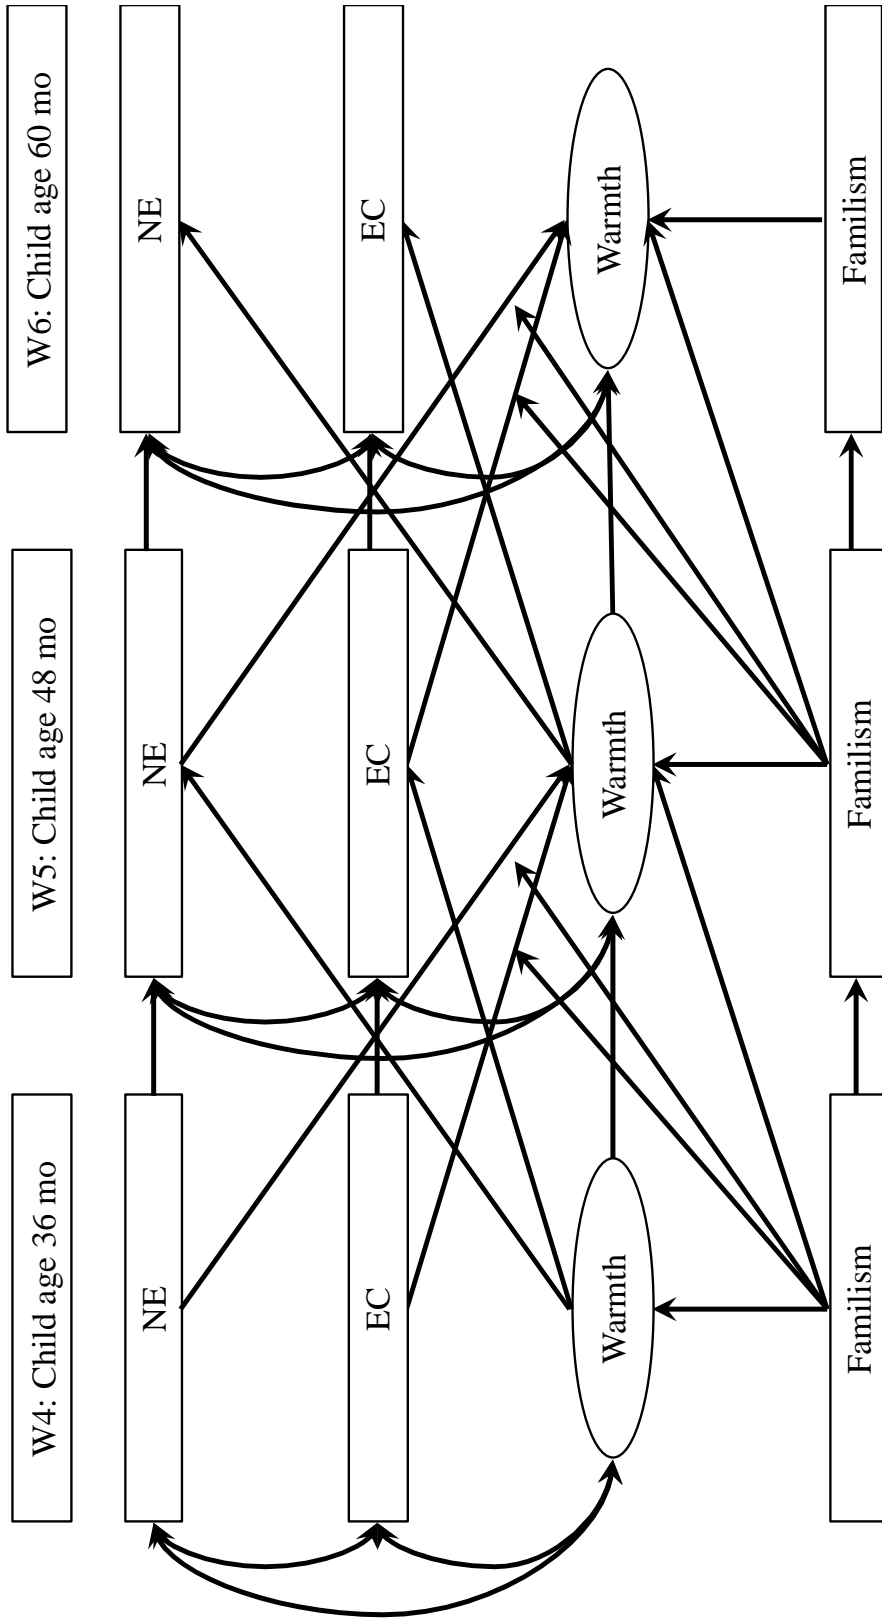 W4: Child age 36 mo
W5: Child age 48 mo
W6: Child age 60 mo
NE
NE
NE
EC
EC
EC
Warmth
Warmth
Warmth
Familism
Familism
Familism